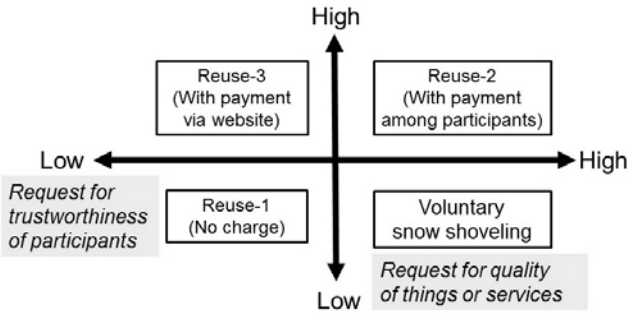 High
Reuse-3
(With payment
via website)
Reuse-2
(With payment
among participants)
Low
High
Request for
trustworthiness
of participants
Reuse-1
(No charge)
Voluntary
snow shoveling
Low
Request for quality
of things or services